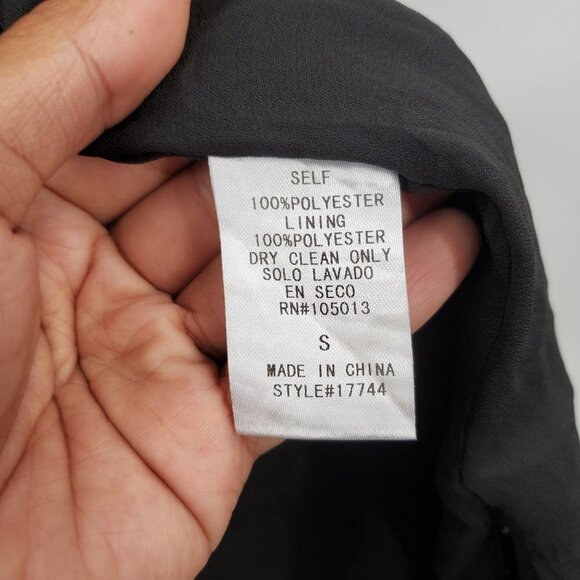 SELF
100%POLYESTER
LINING
100%POLYESTER
DRY CLEAN ONLY
SOLO LAVADO
EN SECO
RN#105013
S
MADE IN CHINA
STYLE#17744